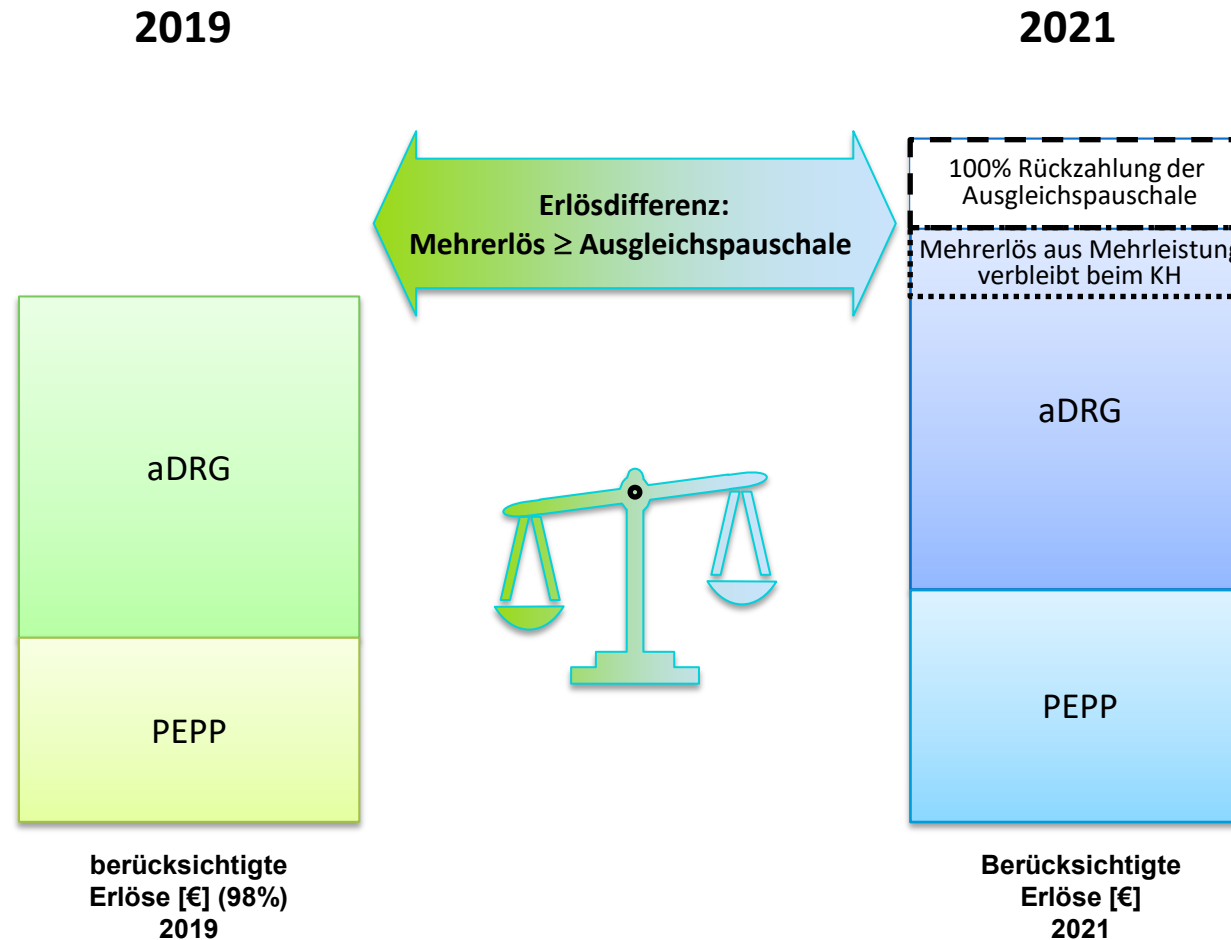 2019
2021
Erlösdifferenz:
Mehrerlös ≥ Ausgleichspauschale
100% Rückzahlung der
Ausgleichspauschale
Mehrerlös aus Mehrleistung
verbleibt beim KH
aDRG
aDRG
PEPP
PEPP
berücksichtigte
Erlöse [€] (98%)
2019
Berücksichtigte
Erlöse [€]
2021